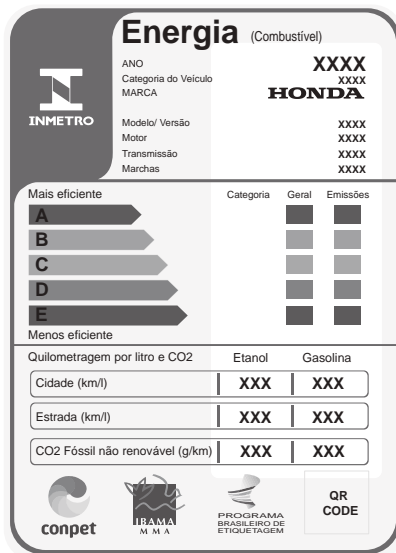 Energia (Combustível)
ANO XXXX
Categoria do Veículo XXXX
MARCA HONDA
INMETRO
Modelo/ Versão XXXX
Motor XXXX
Transmissão XXXX
Marchas XXXX
Mais eficiente Categoria Geral Emissões
A
B
C
D
E
Menos eficiente
Quilometragem por litro e CO2 Etanol Gasolina
Cidade (km/l) XXX XXX
Estrada (km/l) XXX XXX
CO2 Fóssil não renovável (g/km) XXX XXX
conpet
IBAMA
M M A
PROGRAMA
BRASILEIRO DE
ETIQUETAGEM
QR
CODE